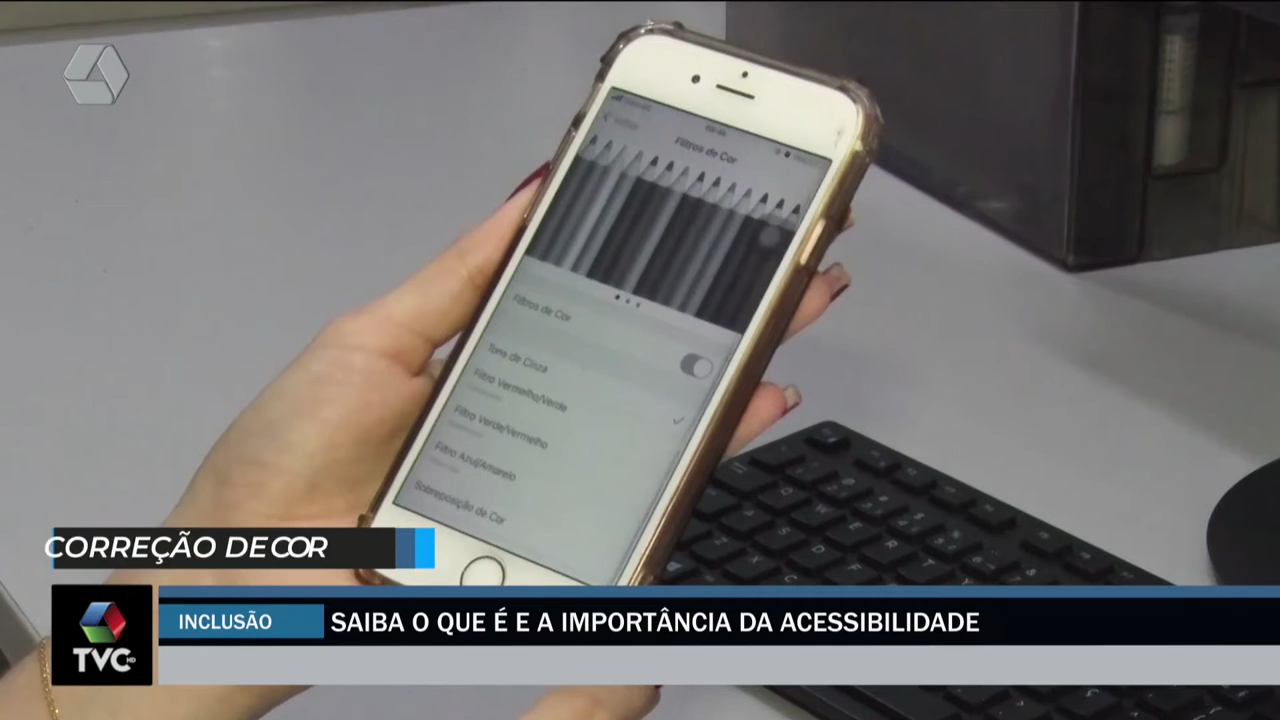 Filtros de Cor
Filtros de Cor
Tons de Cinza
Filtro Vermelho/Verde
Filtro Verde/Vermelho
Filtro Azul/Amarelo
Sobreposição de Cor
CORREÇÃO DE COR
INCLUSÃO
SAIBA O QUE É E A IMPORTÂNCIA DA ACESSIBILIDADE
TVC HD